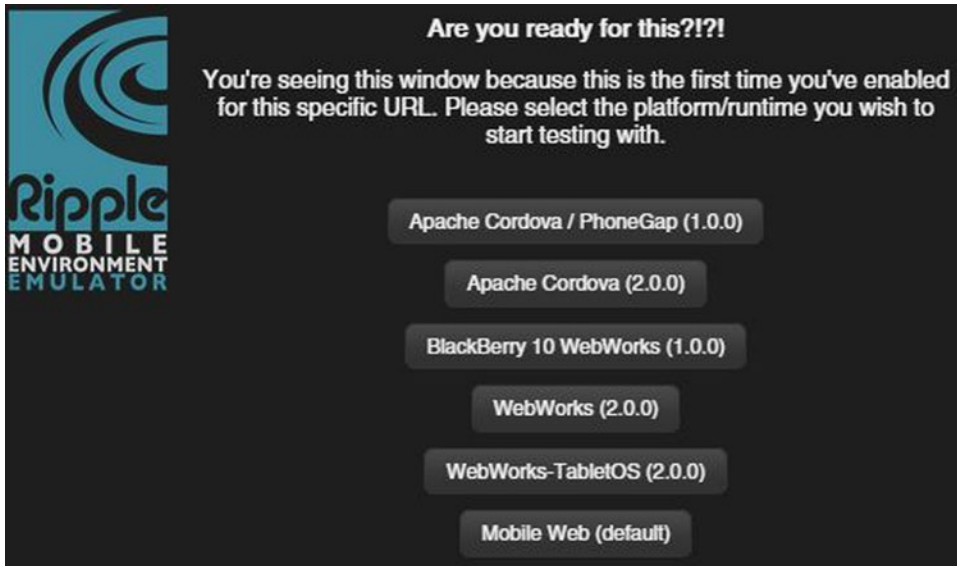 Are you ready for this?!?!
You're seeing this window because this is the first time you've enabled
for this specific URL. Please select the platform/runtime you wish to
start testing with.
Ripple
MOBILE
ENVIRONMENT
EMULATOR
Apache Cordova / PhoneGap (1.0.0)
Apache Cordova (2.0.0)
BlackBerry 10 WebWorks (1.0.0)
WebWorks (2.0.0)
WebWorks-TabletOS (2.0.0)
Mobile Web (default)